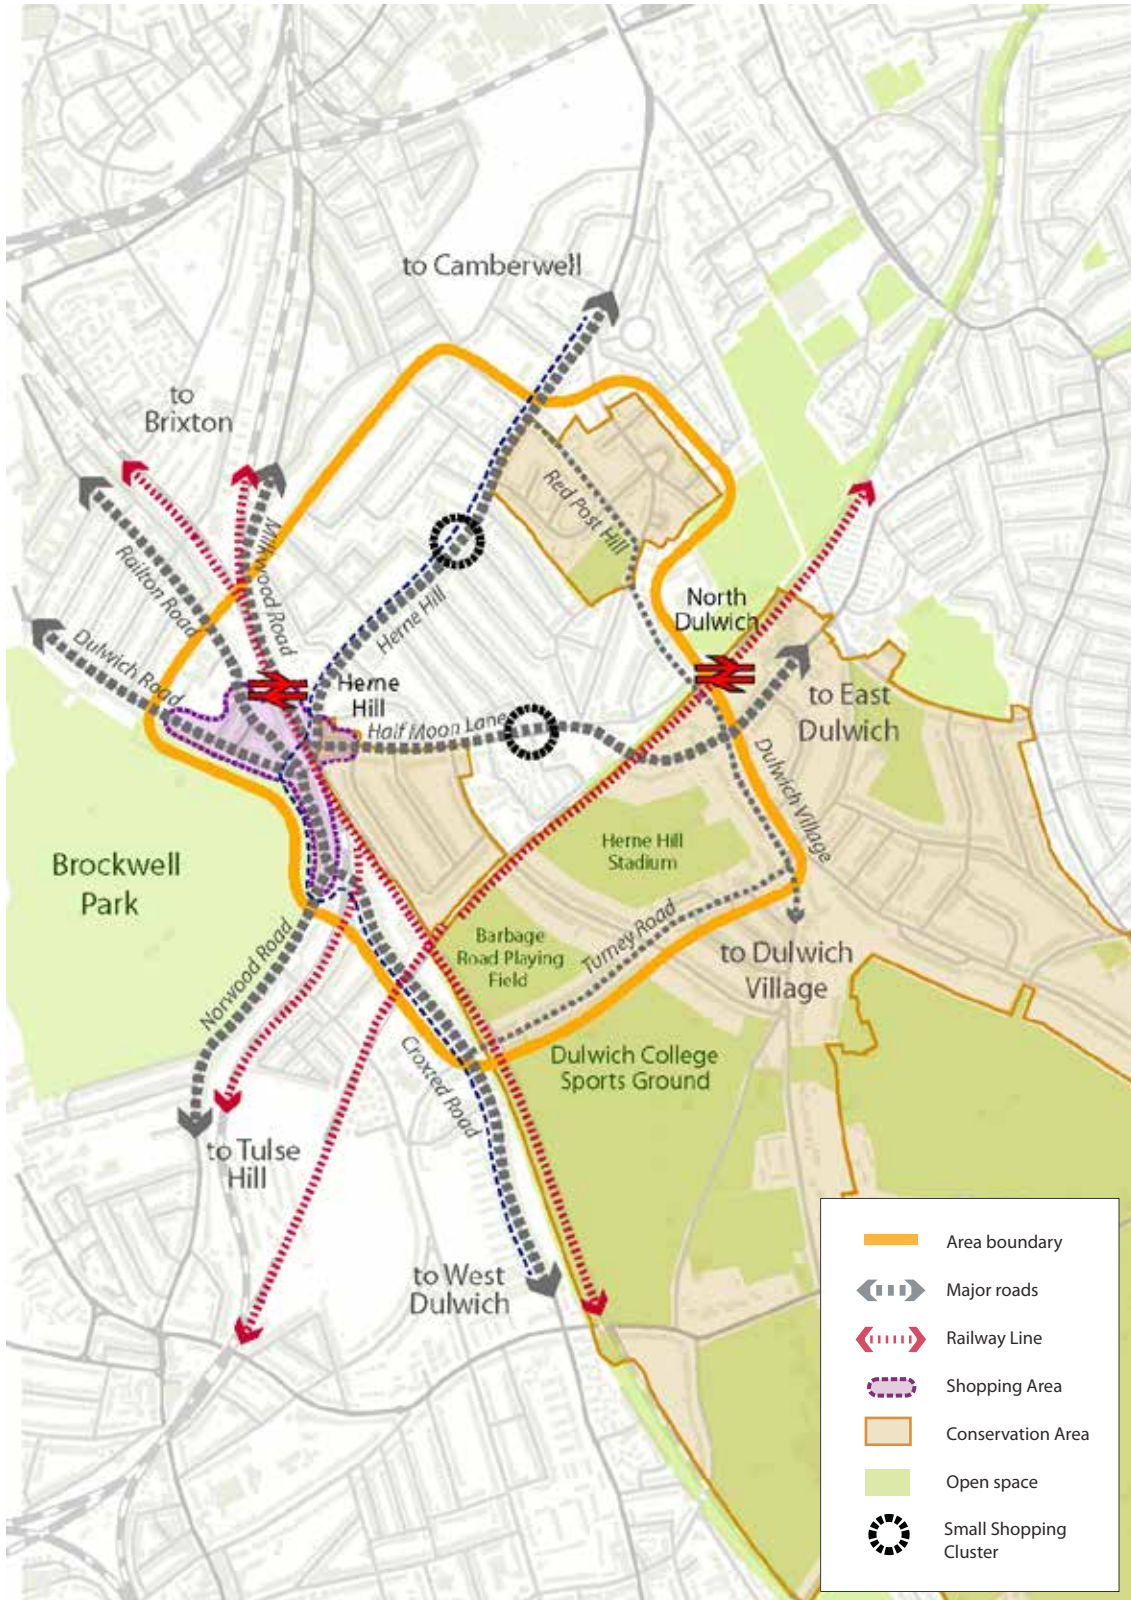 to Camberwell
to
Brixton
Red Post Hill
Milkwood Road
Railton Road
Herne Hill
North
Dulwich
Dulwich Road
Herne
Hill
to East
Dulwich
Half Moon Lane
Dulwich Village
Herne Hill
Stadium
Brockwell
Park
Turney Road
Barbage
Road Playing
Field
to Dulwich
Village
Norwood Road
Croxted Road
Dulwich College
Sports Ground
to Tulse
Hill
to West
Dulwich
Area boundary
Major roads
Railway Line
Shopping Area
Conservation Area
Open space
Small Shopping
Cluster